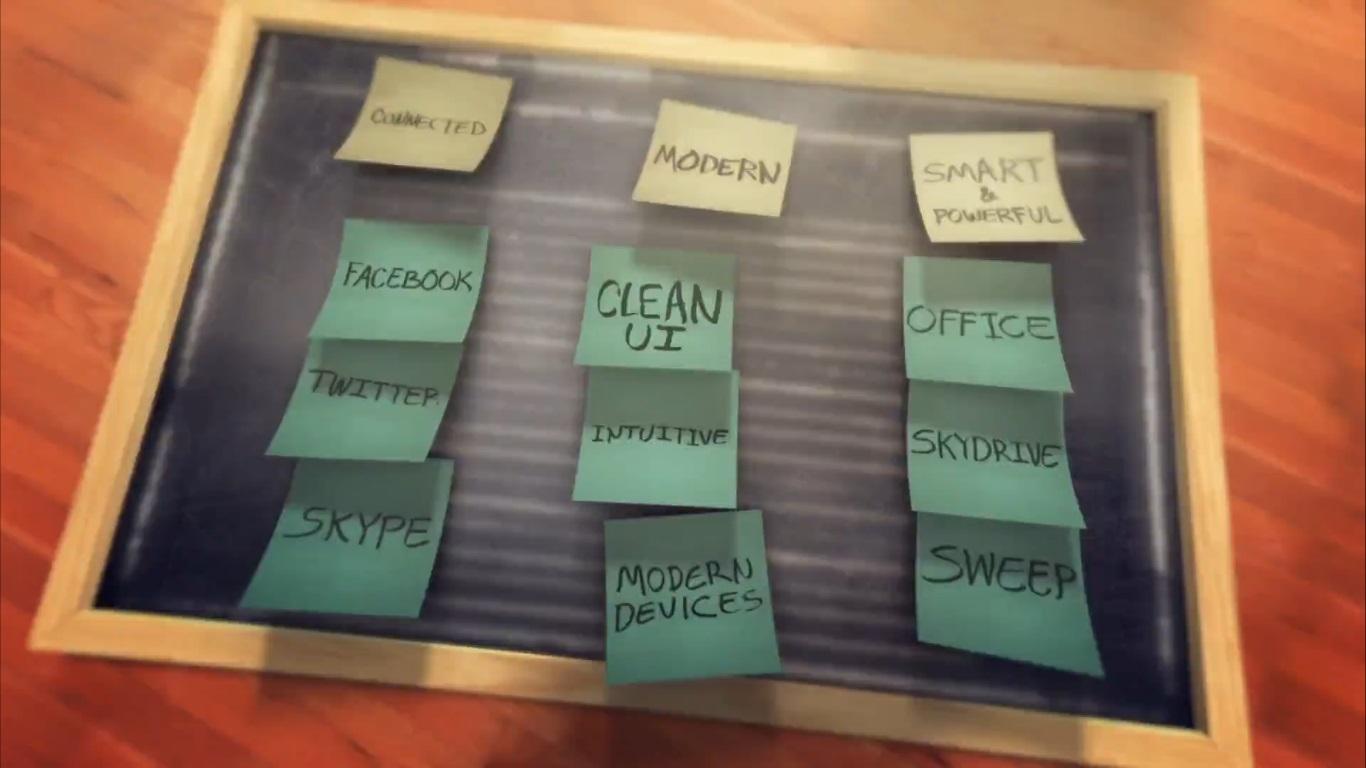 CONNECTED
FACEBOOK
TWITTER
SKYPE
MODERN
CLEAN
UI
INTUITIVE
MODERN
DEVICES
SMART
&
POWERFUL
OFFICE
SKYDRIVE
SWEEP